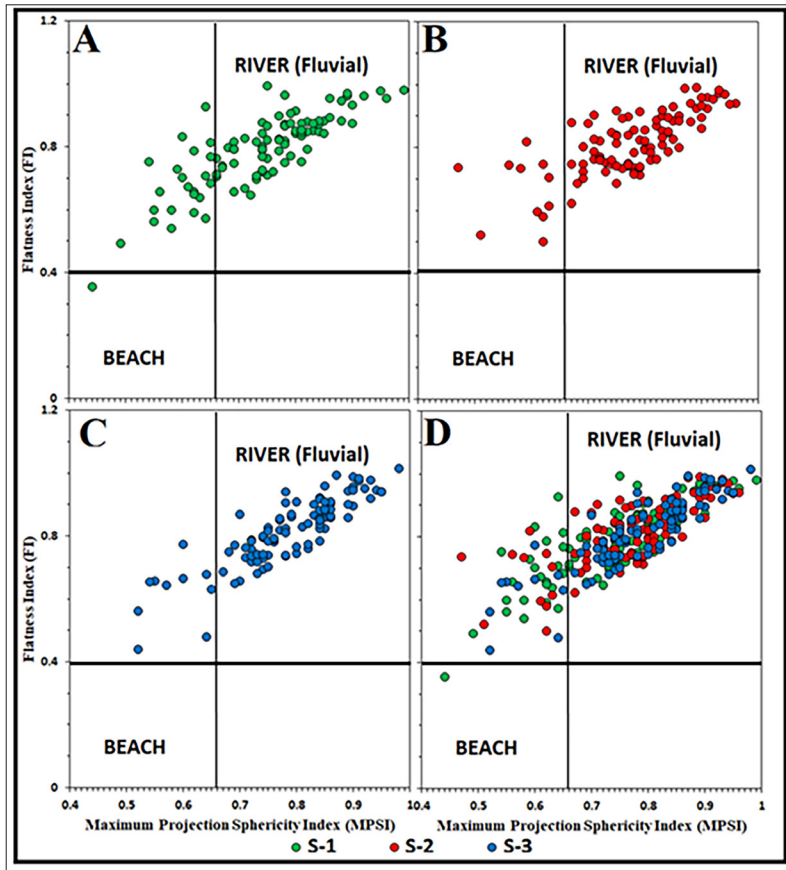 A
B
RIVER (Fluvial)
RIVER (Fluvial)
BEACH
BEACH
Flatness Index (FI)
1.2
0.8
0.4
0
C
D
RIVER (Fluvial)
RIVER (Fluvial)
BEACH
BEACH
Flatness Index (FI)
1.2
0.8
0.4
0
0.4 0.5 0.6 0.7 0.8 0.9 1
0.4 0.5 0.6 0.7 0.8 0.9 1
Maximum Projection Sphericity Index (MPSI) Maximum Projection Sphericity Index (MPSI)
S-1 S-2 S-3